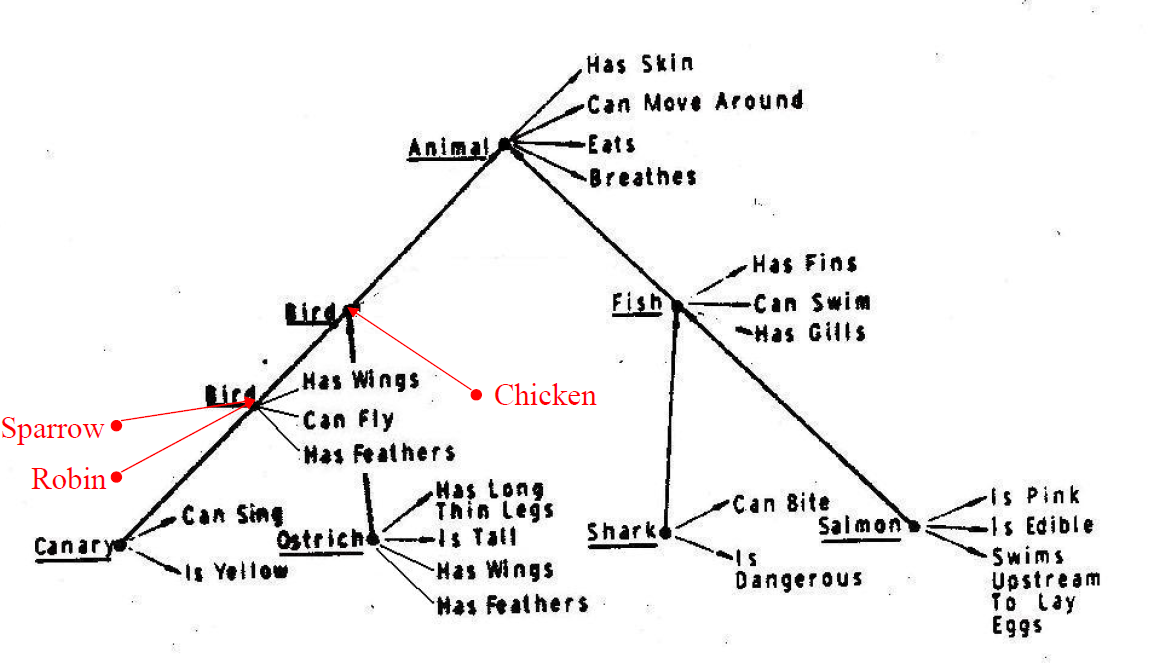 Has Skin
Can Move Around
Animal
Eats
Breathes
Bird
Has Wings
Bird
Can Fly
Has Feathers
Chicken
Sparrow
Robin
Fish
Has Fins
Can Swim
Has Gills
Canary
Can Sing
Is Yellow
Ostrich
Has Long
Thin Legs
Is Tall
Has Wings
Has Feathers
Shark
Can Bite
Is
Dangerous
Salmon
Is Pink
Is Edible
Swims
Upstream
To Lay
Eggs